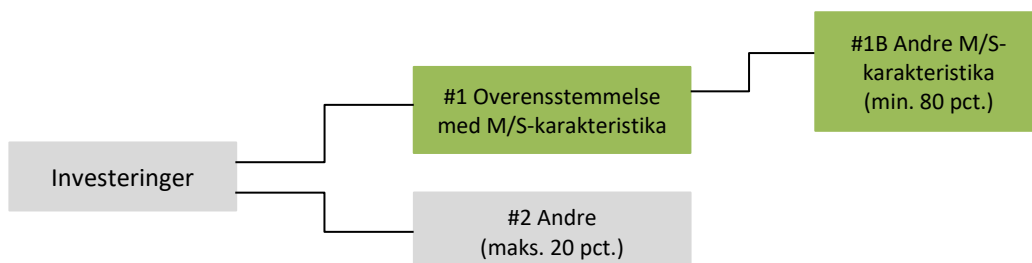 #1B Andre M/S-
karakteristika
(min. 80 pct.)
#1 Overensstemmelse
med M/S-karakteristika
Investeringer
#2 Andre
(maks. 20 pct.)